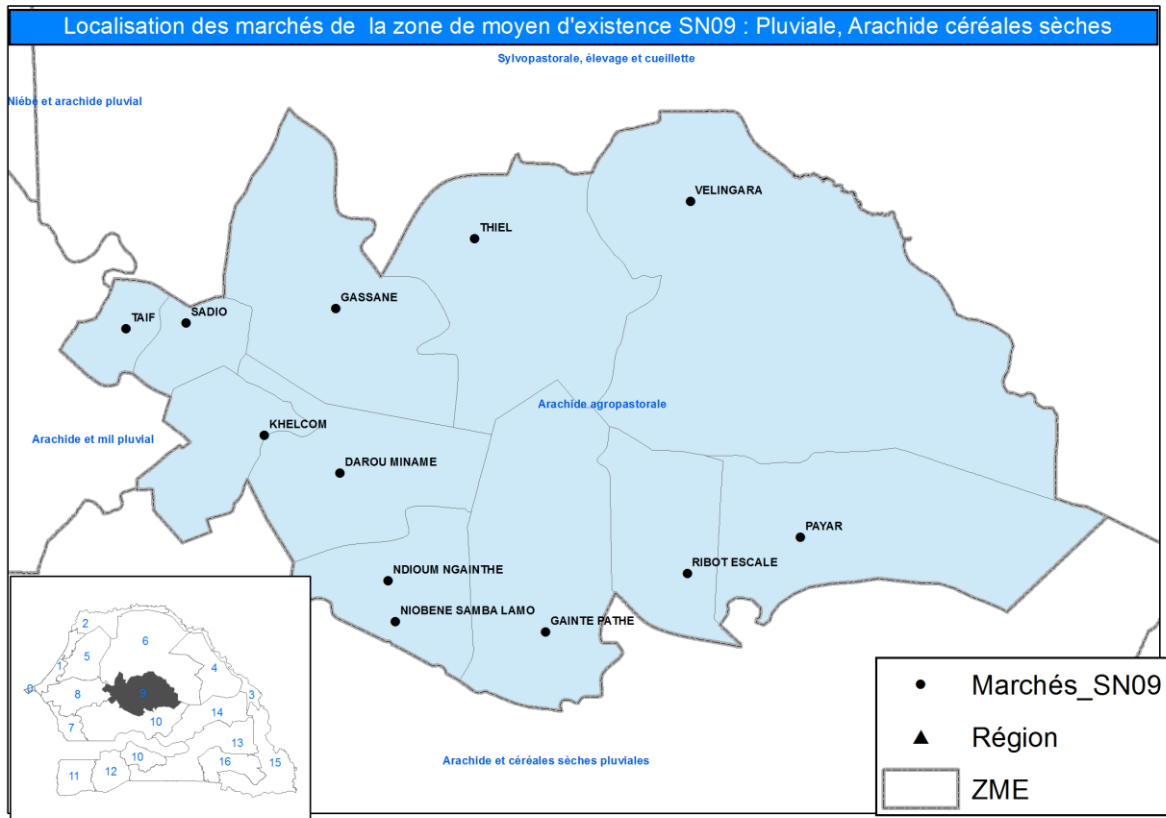 Localisation des marchés de  la zone de moyen d'existence SN09 : Pluviale, Arachide céréales sèches
Sylvopastorale, élevage et cueillette
Niébé et arachide pluvial
VELINGARA
THIEL
GASSANE
SADIO
TAIF
Arachide agropastorale
KHELCOM
Arachide et mil pluvial
DAROU MINAME
PAYAR
NDIOUM NGAINTHE
RIBOT ESCALE
NIOBENE SAMBA LAMO
GAINTE PATHE
Arachide et céréales sèches pluviales
2
6
5
1
4
0
8
9
3
7
10
14
13
10
16
15
11
12
Marchés_SN09
Région
ZME